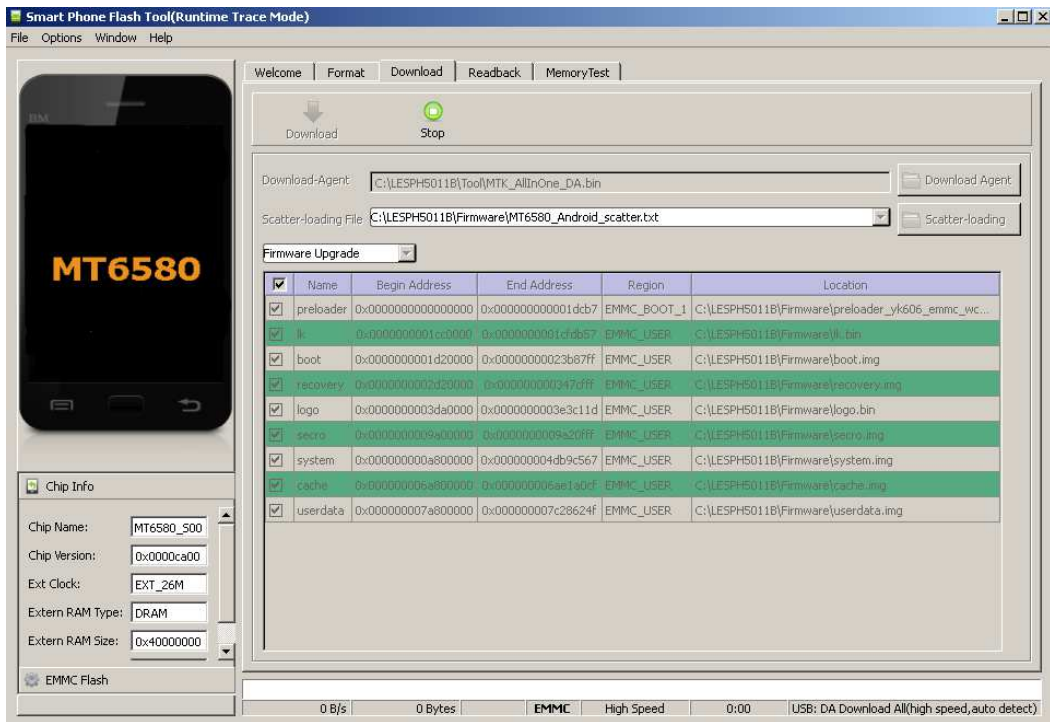 Smart Phone Flash Tool(Runtime Trace Mode)
File Options Window Help
BM
MT6580
Chip Info
Chip Name: MT6580_S00
Chip Version: 0x0000ca00
Ext Clock: EXT_26M
Extern RAM Type: DRAM
Extern RAM Size: 0x40000000
EMMC Flash
Welcome Format Download Readback MemoryTest
Download Stop
Download-Agent C:\LESPH5011B\Tool\MTK_AllInOne_DA.bin Download Agent
Scatter-loading File C:\LESPH5011B\Firmware\MT6580_Android_scatter.txt Scatter-loading
Firmware Upgrade
Name Begin Address End Address Region Location
preloader 0x0000000000000000 0x000000000001dcb7 EMMC_BOOT_1 C:\LESPH5011B\Firmware\preloader_yk606_emmc_wc...
lk 0x0000000001cc0000 0x0000000001cfdb57 EMMC_USER C:\LESPH5011B\Firmware\lk.bin
boot 0x0000000001d20000 0x00000000023b87ff EMMC_USER C:\LESPH5011B\Firmware\boot.img
recovery 0x0000000002d20000 0x000000000347dfff EMMC_USER C:\LESPH5011B\Firmware\recovery.img
logo 0x0000000003da0000 0x0000000003e3c11d EMMC_USER C:\LESPH5011B\Firmware\logo.bin
secro 0x0000000009a00000 0x0000000009a20fff EMMC_USER C:\LESPH5011B\Firmware\secro.img
system 0x000000000a800000 0x000000004db9c567 EMMC_USER C:\LESPH5011B\Firmware\system.img
cache 0x000000006a800000 0x000000006ae1a0cf EMMC_USER C:\LESPH5011B\Firmware\cache.img
userdata 0x000000007a800000 0x000000007c28624f EMMC_USER C:\LESPH5011B\Firmware\userdata.img
0 B/s 0 Bytes EMMC High Speed 0:00 USB: DA Download All(high speed,auto detect)